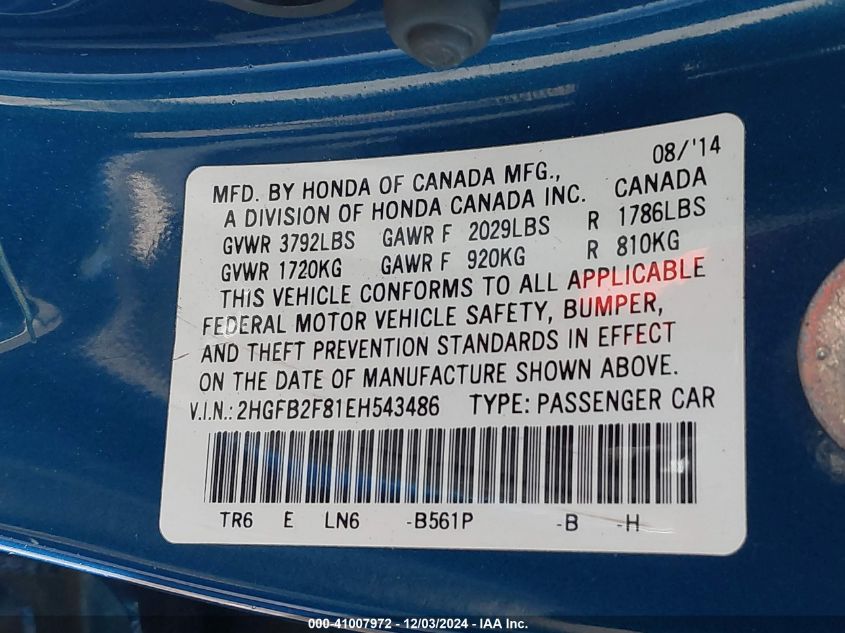 08/'14
MFD. BY HONDA OF CANADA MFG., CANADA
A DIVISION OF HONDA CANADA INC.
GVWR 3792LBS GAWR F 2029LBS R 1786LBS
GVWR 1720KG GAWR F 920KG R 810KG
THIS VEHICLE CONFORMS TO ALL APPLICABLE
FEDERAL MOTOR VEHICLE SAFETY, BUMPER,
AND THEFT PREVENTION STANDARDS IN EFFECT
ON THE DATE OF MANUFACTURE SHOWN ABOVE.
V.I.N.: 2HGFB2F81EH543486 TYPE: PASSENGER CAR
TR6 E LN6 -B561P -B -H
000-41007972 - 12/03/2024 - IAA Inc.